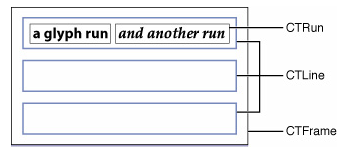 a glyph run and another run
CTRun
CTLine
CTFrame